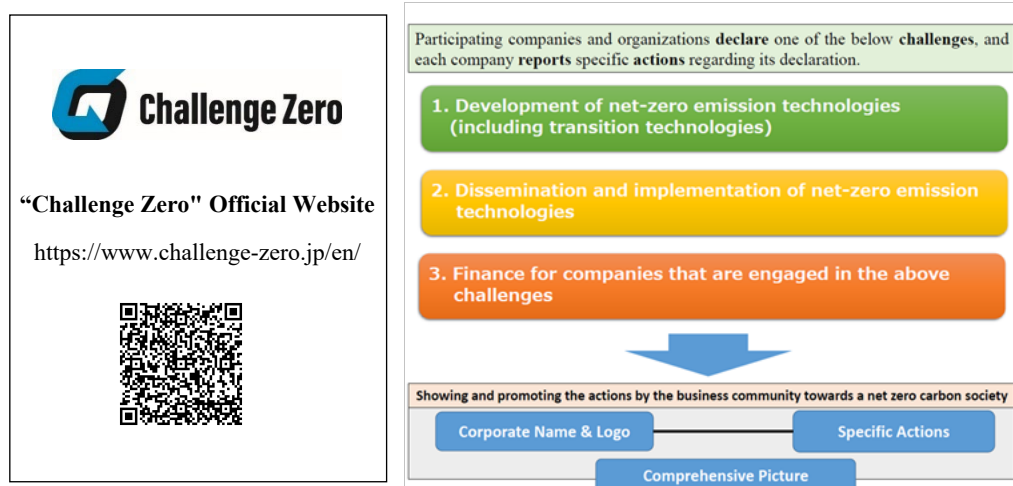 Challenge Zero
“Challenge Zero" Official Website
https://www.challenge-zero.jp/en/
Participating companies and organizations declare one of the below challenges, and
each company reports specific actions regarding its declaration.
1. Development of net-zero emission technologies
(including transition technologies)
2. Dissemination and implementation of net-zero emission
technologies
3. Finance for companies that are engaged in the above
challenges
Showing and promoting the actions by the business community towards a net zero carbon society
Corporate Name & Logo
Specific Actions
Comprehensive Picture